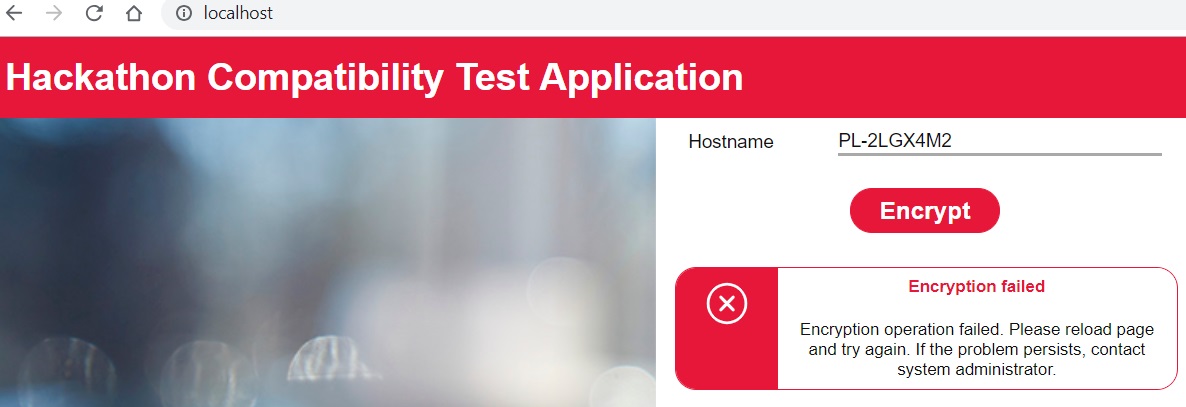 localhost
Hackathon Compatibility Test Application
Hostname PL-2LGX4M2
Encrypt
Encryption failed
Encryption operation failed. Please reload page
and try again. If the problem persists, contact
system administrator.